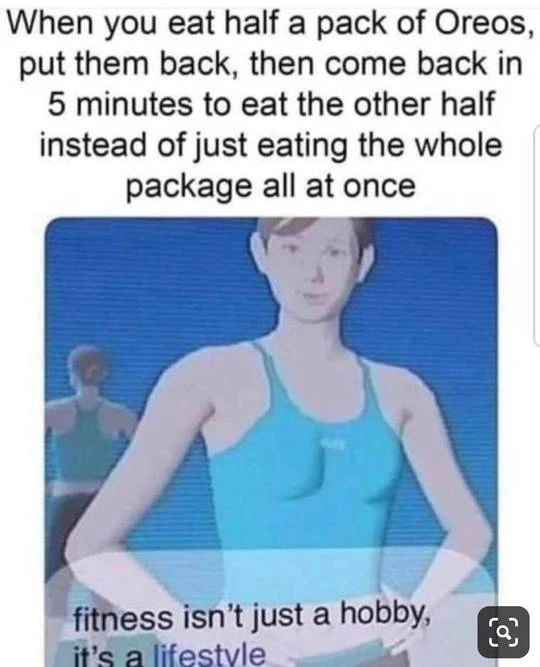 When you eat half a pack of Oreos,
put them back, then come back in
5 minutes to eat the other half
instead of just eating the whole
package all at once
fitness isn't just a hobby,
it's a lifestyle